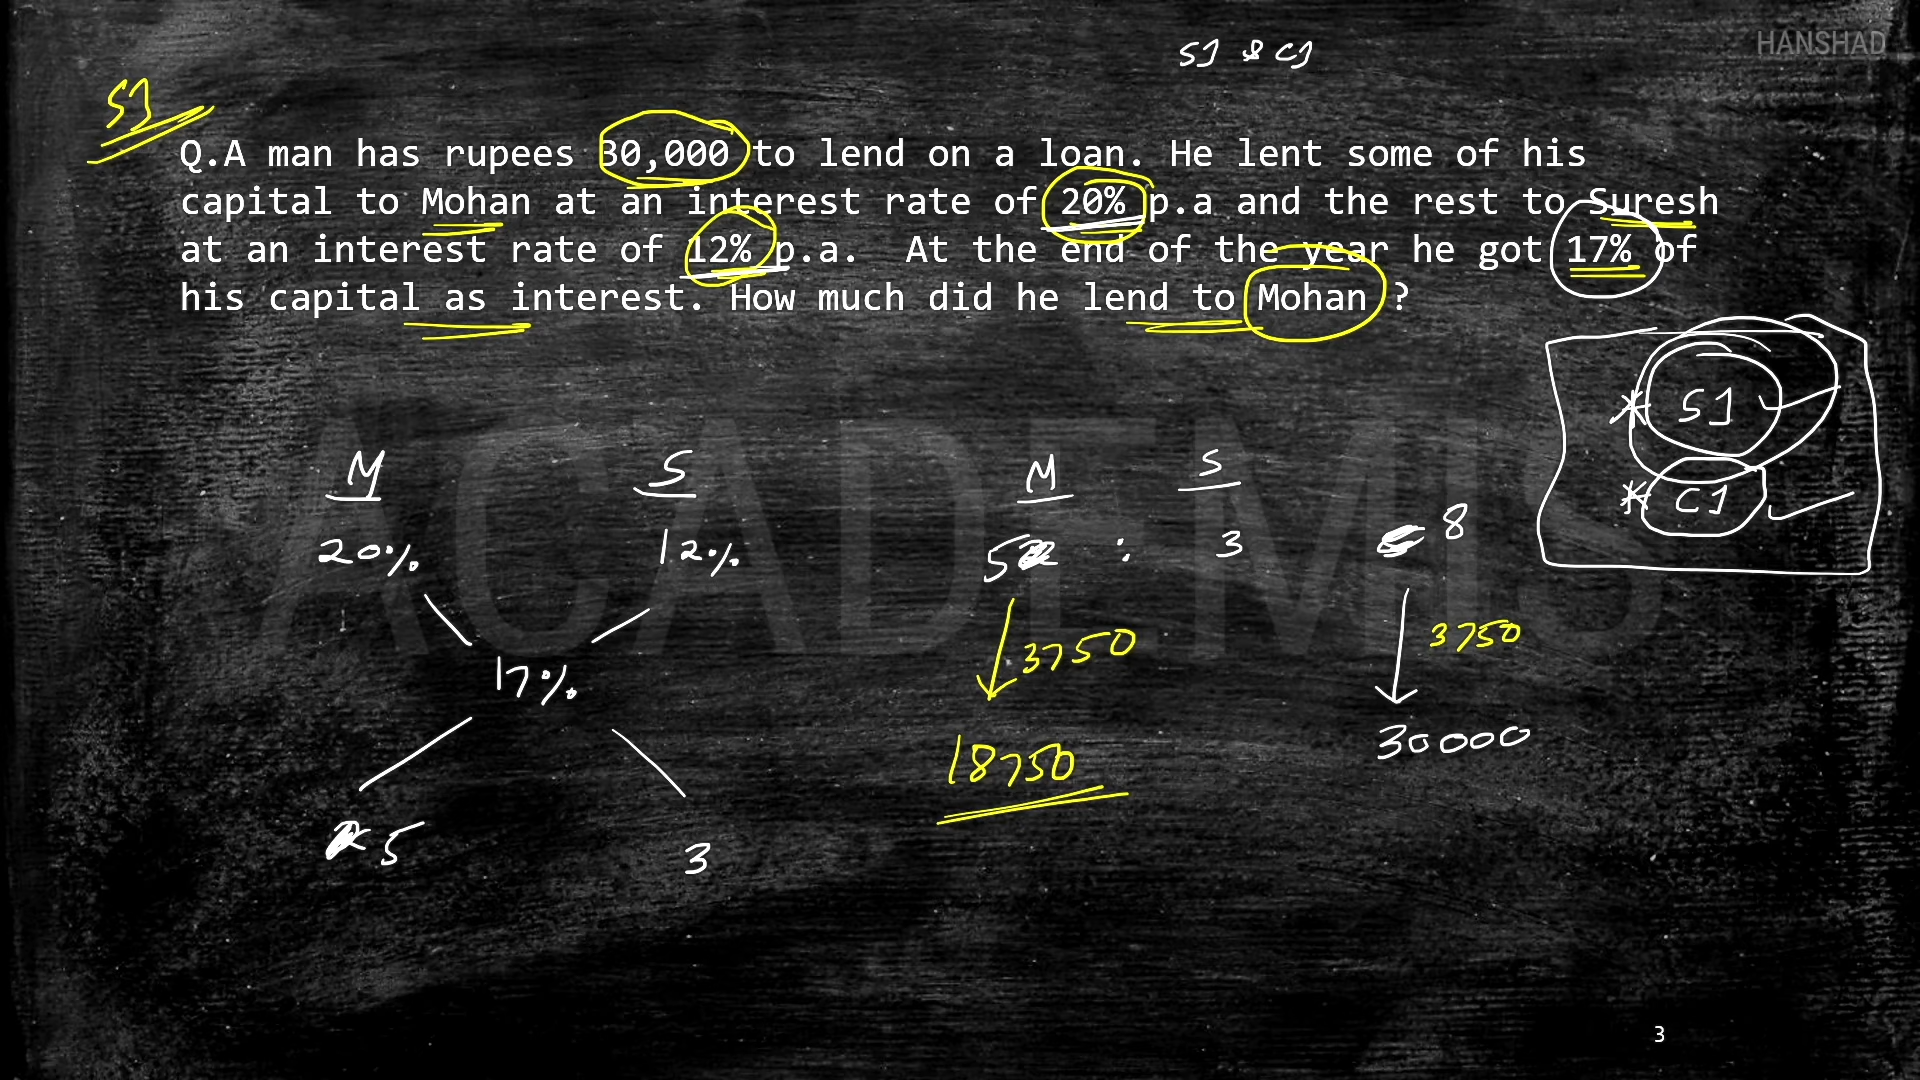 SI & CI
HANSHAD
SI
Q.A man has rupees 30,000 to lend on a loan. He lent some of his
capital to Mohan at an interest rate of 20% p.a and the rest to Suresh
at an interest rate of 12% p.a. At the end of the year he got 17% of
his capital as interest. How much did he lend to Mohan ?
* SI
* CI
M S
20% 12%
17%
5 3
M S
5 : 3 8
3750 3750
18750 30000
ACADEMIS
3